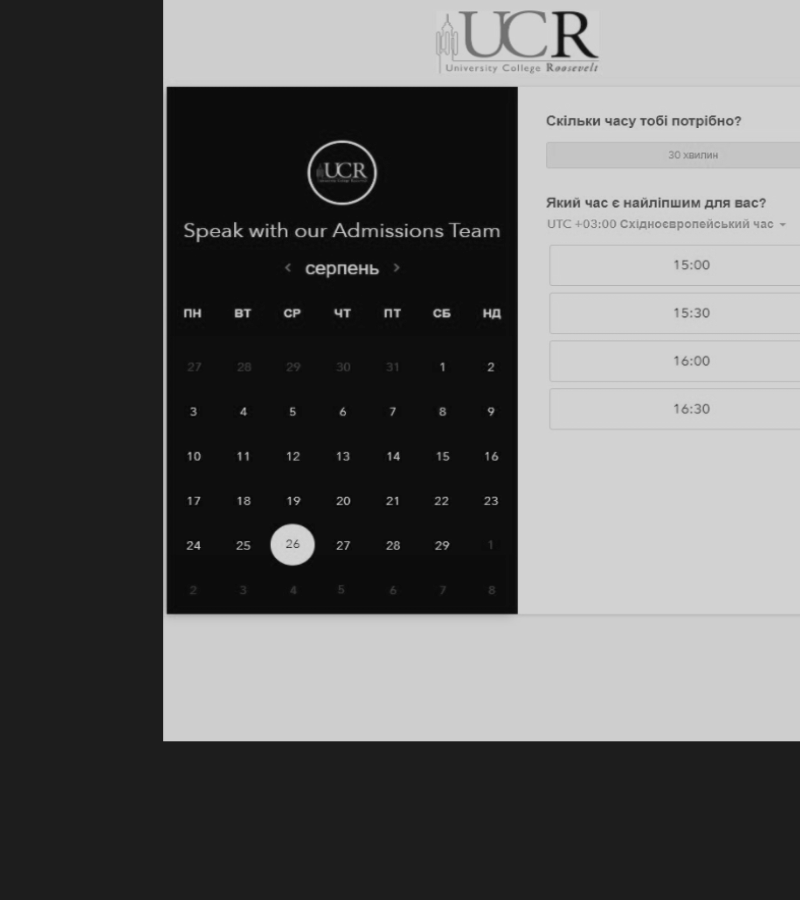 UCR
University College Roosevelt
UCR
Speak with our Admissions Team
‹ серпень ›
ПН ВТ СР ЧТ ПТ СБ НД
27 28 29 30 31 1 2
3 4 5 6 7 8 9
10 11 12 13 14 15 16
17 18 19 20 21 22 23
24 25 26 27 28 29 1
2 3 4 5 6 7 8
Скільки часу тобі потрібно?
30 хвилин
Який час є найліпшим для вас?
UTC +03:00 Східноєвропейський час
15:00
15:30
16:00
16:30